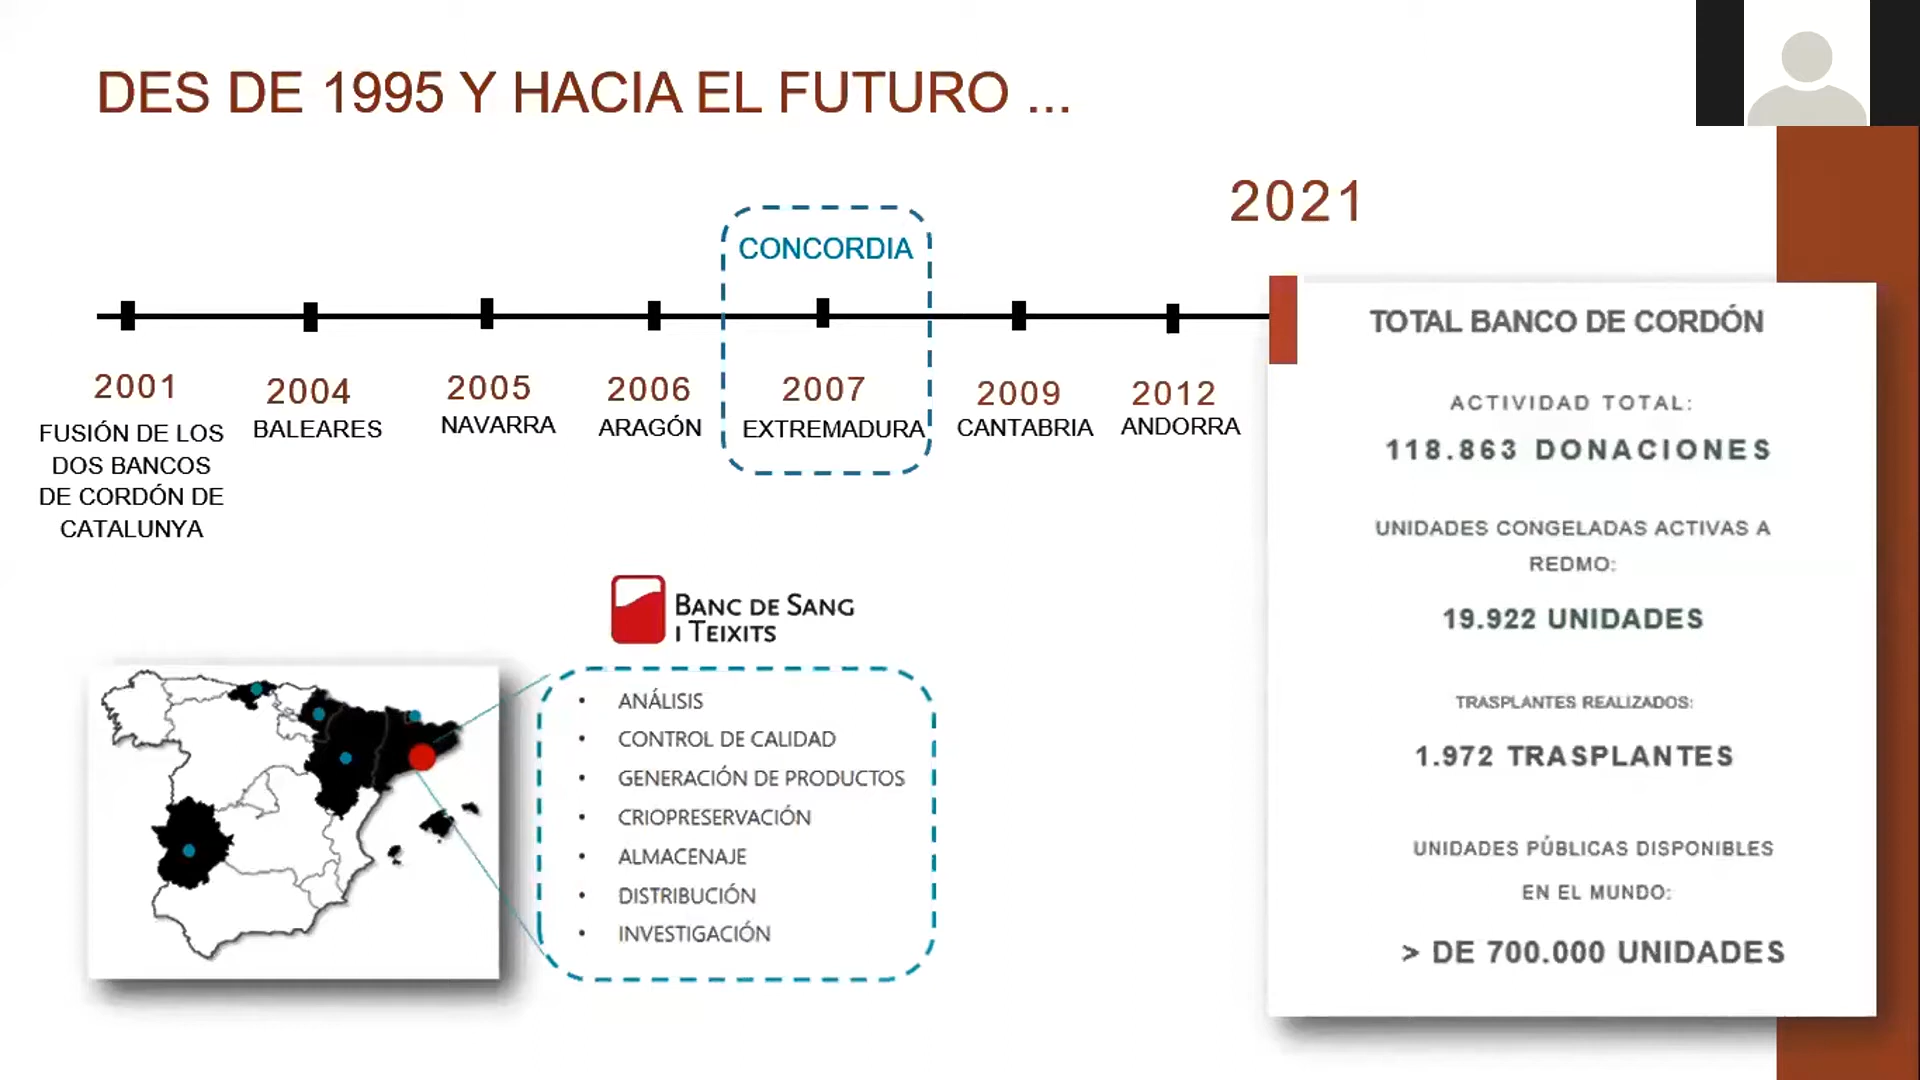 DES DE 1995 Y HACIA EL FUTURO ...
2021
CONCORDIA
2001
FUSIÓN DE LOS
DOS BANCOS
DE CORDÓN DE
CATALUNYA
2004
BALEARES
2005
NAVARRA
2006
ARAGÓN
2007
EXTREMADURA
2009
CANTABRIA
2012
ANDORRA
BANC DE SANG
I TEIXITS
• ANÁLISIS
• CONTROL DE CALIDAD
• GENERACIÓN DE PRODUCTOS
• CRIOPRESERVACIÓN
• ALMACENAJE
• DISTRIBUCIÓN
• INVESTIGACIÓN
TOTAL BANCO DE CORDÓN
ACTIVIDAD TOTAL:
118.863 DONACIONES
UNIDADES CONGELADAS ACTIVAS A
REDMO:
19.922 UNIDADES
TRASPLANTES REALIZADOS:
1.972 TRASPLANTES
UNIDADES PÚBLICAS DISPONIBLES
EN EL MUNDO:
> DE 700.000 UNIDADES